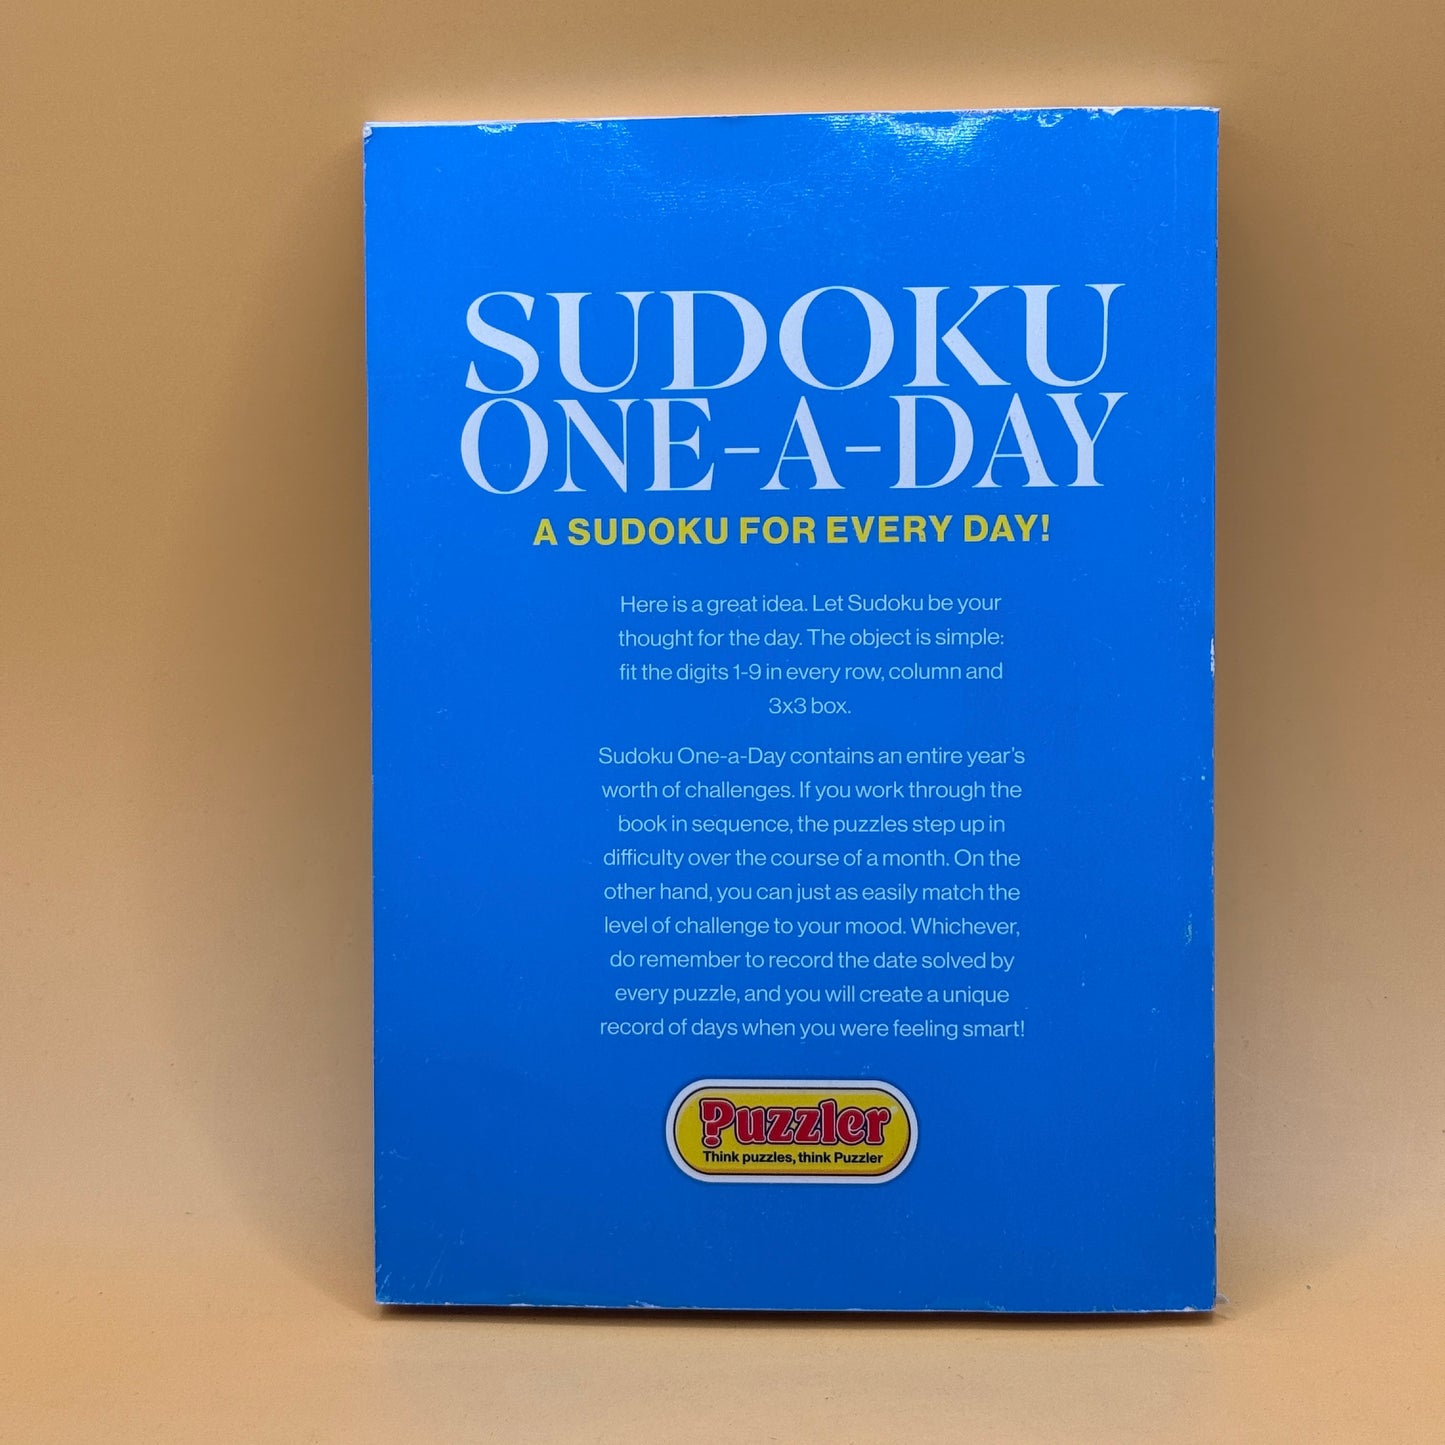 SUDOKU
ONE-A-DAY
A SUDOKU FOR EVERY DAY!
Here is a great idea. Let Sudoku be your
thought for the day. The object is simple:
fit the digits 1-9 in every row, column and
3x3 box.
Sudoku One-a-Day contains an entire year's
worth of challenges. If you work through the
book in sequence, the puzzles step up in
difficulty over the course of a month. On the
other hand, you can just as easily match the
level of challenge to your mood. Whichever,
do remember to record the date solved by
every puzzle, and you will create a unique
record of days when you were feeling smart!
Puzzler
Think puzzles, think Puzzler